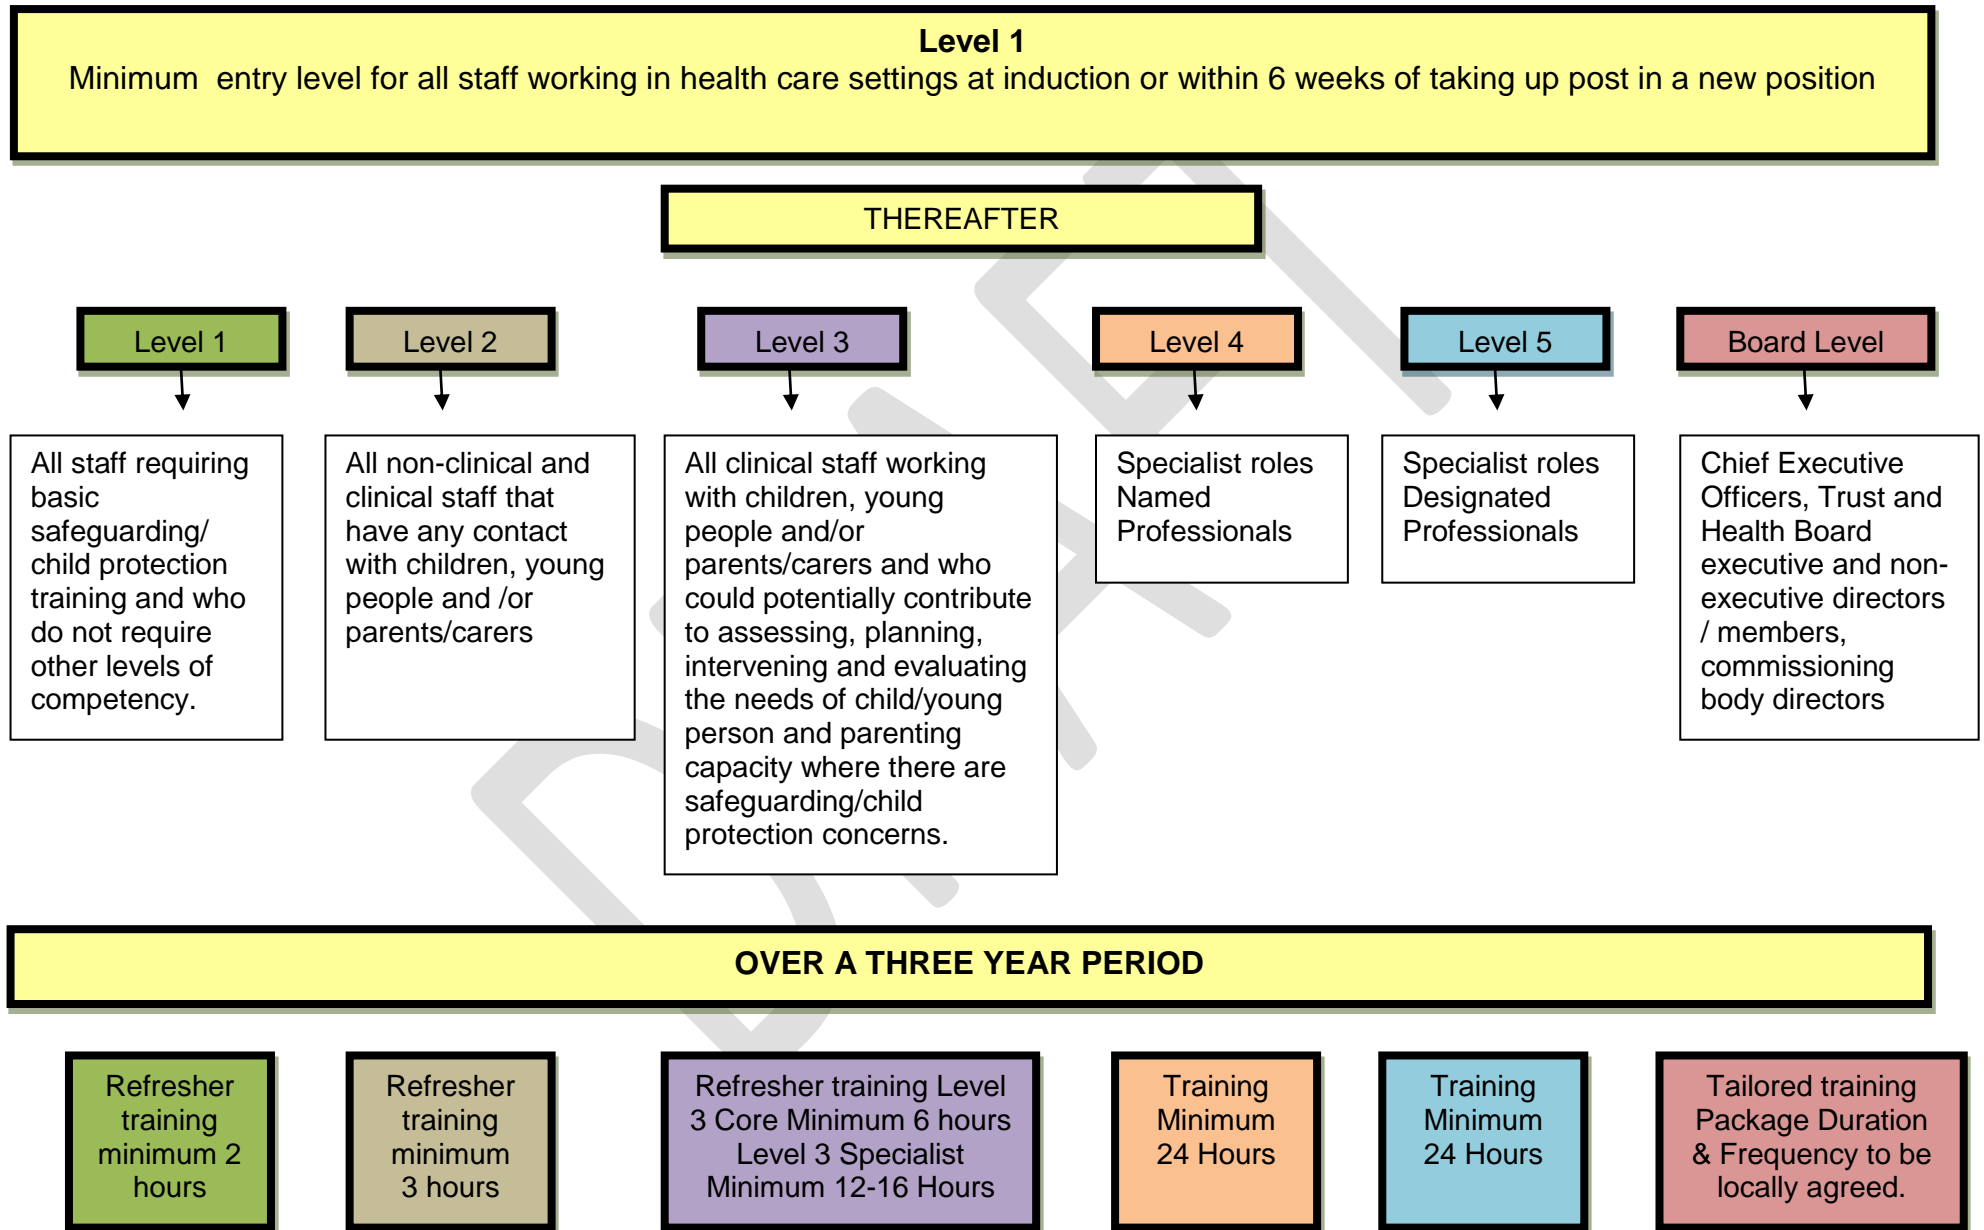 Level 1
Minimum entry level for all staff working in health care settings at induction or within 6 weeks of taking up post in a new position
THEREAFTER
Level 1
Level 2
Level 3
Level 4
Level 5
Board Level
All staff requiring
basic
safeguarding/
child protection
training and who
do not require
other levels of
competency.
All non-clinical and
clinical staff that
have any contact
with children, young
people and /or
parents/carers
All clinical staff working
with children, young
people and/or
parents/carers and who
could potentially contribute
to assessing, planning,
intervening and evaluating
the needs of child/young
person and parenting
capacity where there are
safeguarding/child
protection concerns.
Specialist roles
Named
Professionals
Specialist roles
Designated
Professionals
Chief Executive
Officers, Trust and
Health Board
executive and non-
executive directors
/ members,
commissioning
body directors
DRAFT
OVER A THREE YEAR PERIOD
Refresher
training
minimum 2
hours
Refresher
training
minimum
3 hours
Refresher training Level
3 Core Minimum 6 hours
Level 3 Specialist
Minimum 12-16 Hours
Training
Minimum
24 Hours
Training
Minimum
24 Hours
Tailored training
Package Duration
& Frequency to be
locally agreed.